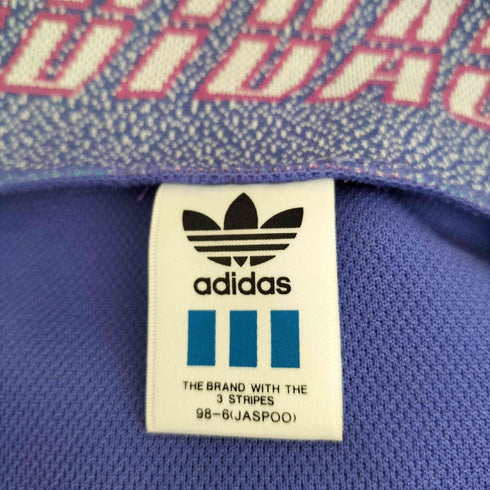 adidas
THE BRAND WITH THE
3 STRIPES
98-6(JASPOO)